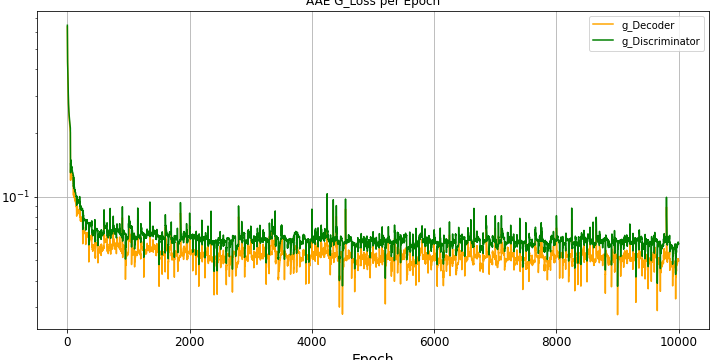 AAE G_Loss per Epoch
g_Decoder
g_Discriminator
10⁻¹
0 2000 4000 6000 8000 10000
Epoch